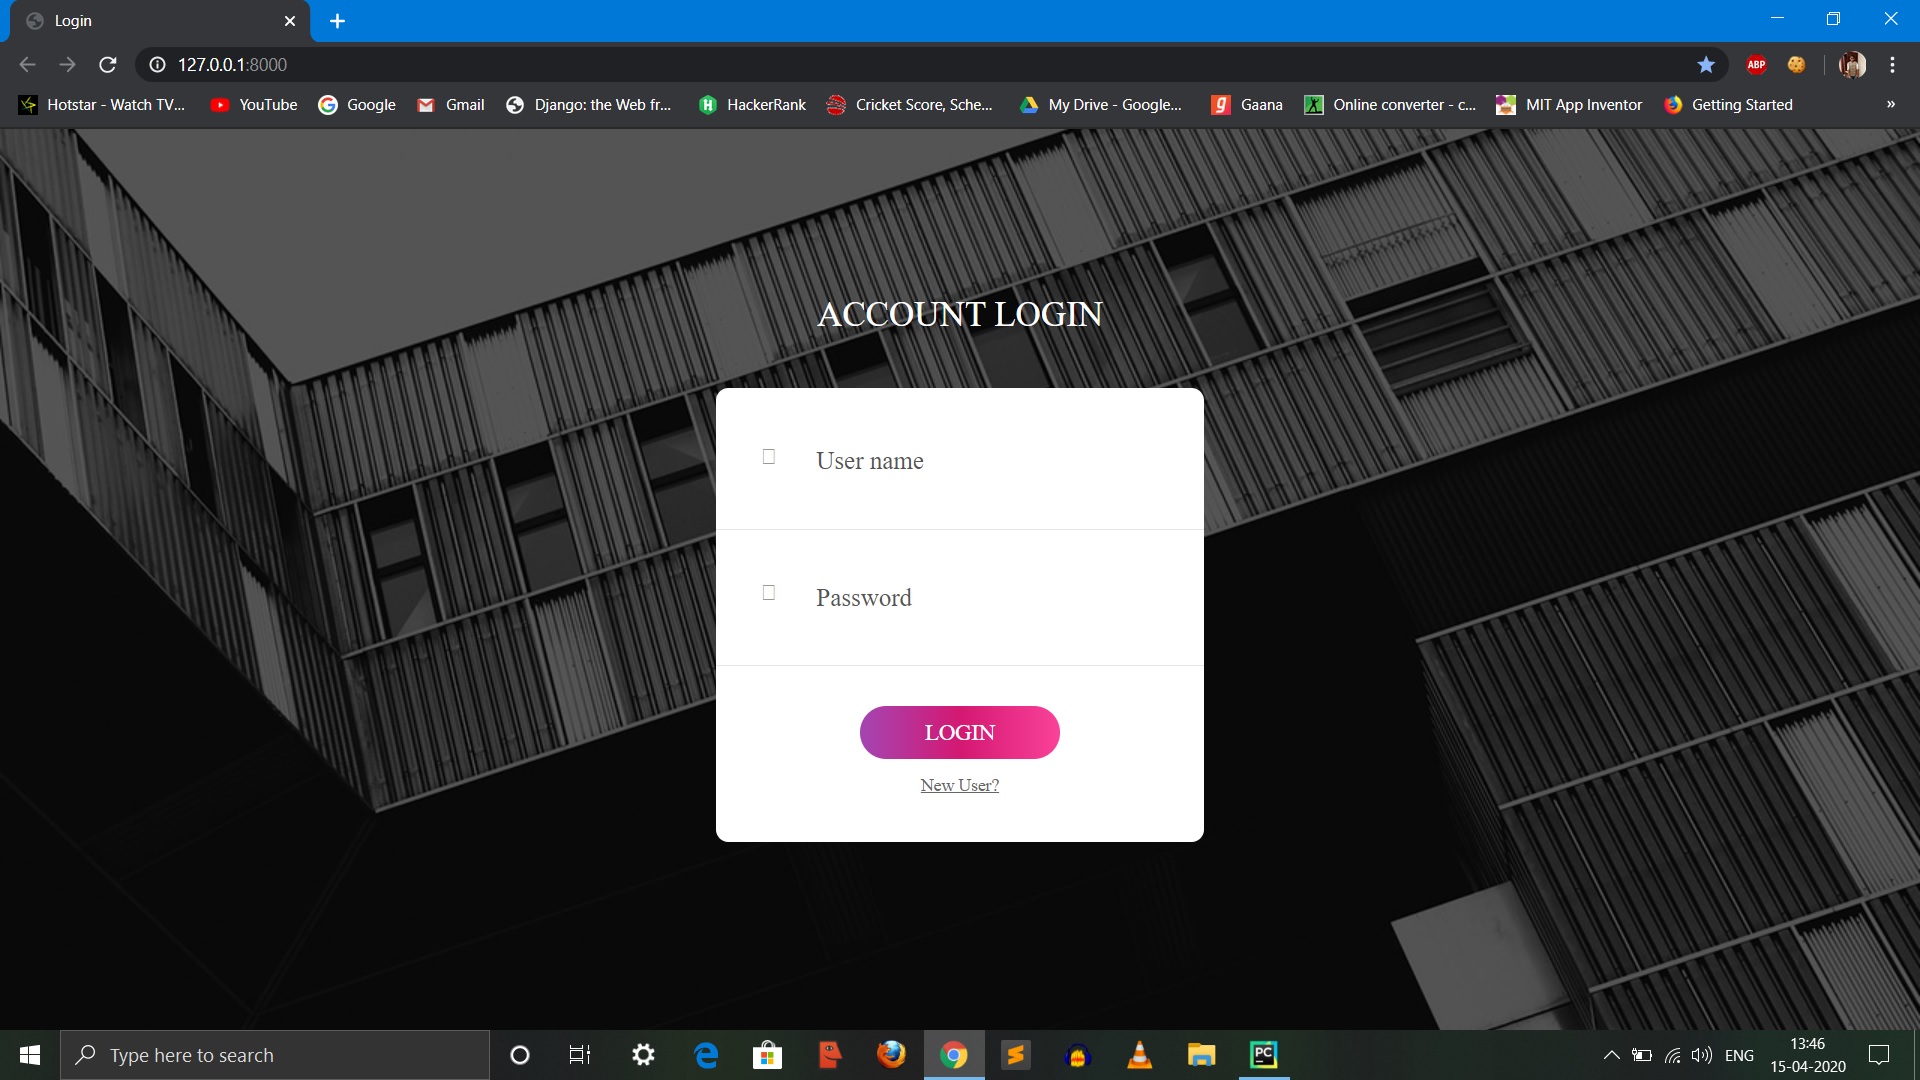 Login
127.0.0.1:8000
ABP
Hotstar - Watch TV...
YouTube
Google
Gmail
Django: the Web fr...
HackerRank
Cricket Score, Sche...
My Drive - Google...
Gaana
Online converter - c...
MIT App Inventor
Getting Started
»
ACCOUNT LOGIN
User name
Password
LOGIN
New User?
Type here to search
PC
ENG
13:46
15-04-2020